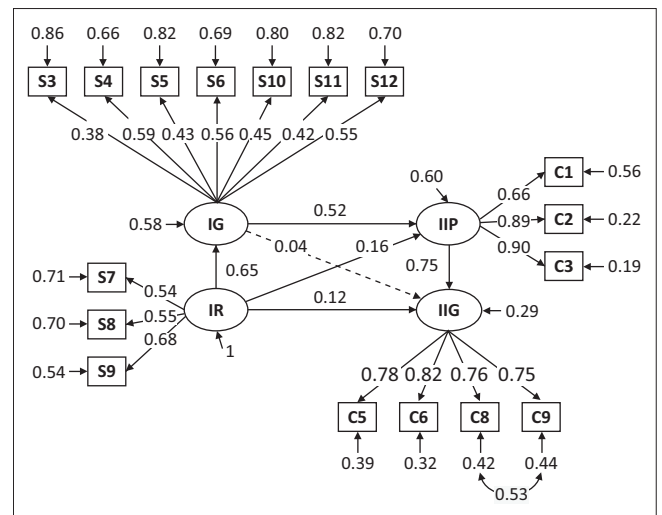 0.86 0.66 0.82 0.69 0.80 0.82 0.70
S3 S4 S5 S6 S10 S11 S12
0.38 0.59 0.43 0.56 0.45 0.42 0.55
0.60
C1 0.56
0.66
0.58 IG 0.52 IIP 0.89 C2 0.22
0.90
C3 0.19
0.04 0.16
0.71 S7 0.65 0.75
0.54
0.70 S8 0.55 IR 0.12 IIG 0.29
0.68
0.54 S9 1
0.78 0.82 0.76 0.75
C5 C6 C8 C9
0.39 0.32 0.42 0.44
0.53